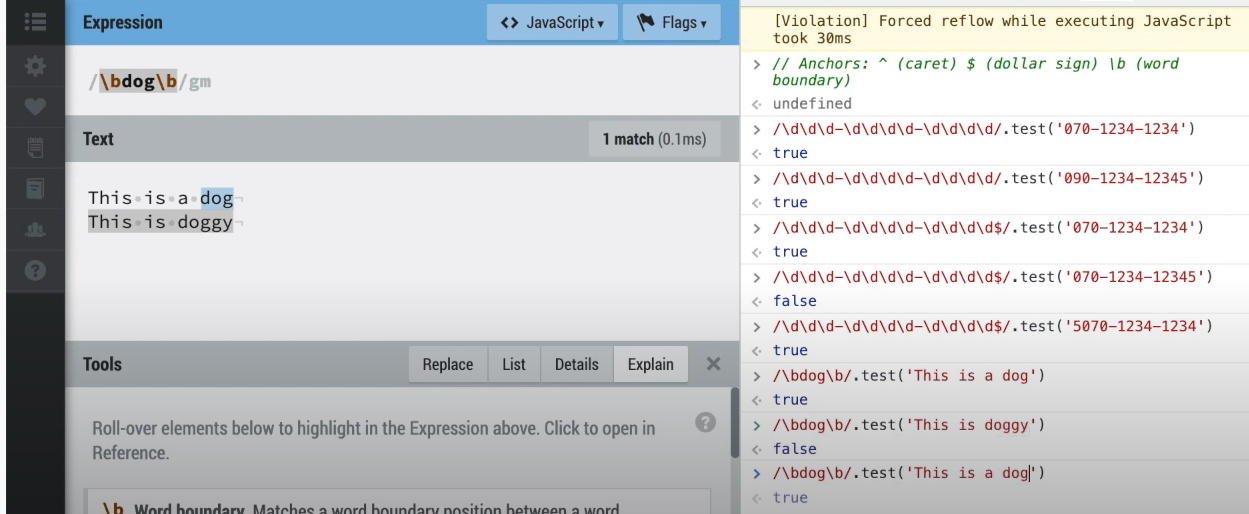 Expression
<> JavaScript ▾
Flags ▾
/\bdog\b/gm
Text
1 match (0.1ms)
This is a dog
This is doggy
Tools
Replace
List
Details
Explain
×
Roll-over elements below to highlight in the Expression above. Click to open in
Reference.
?
\b Word boundary. Matches a word boundary position between a word
[Violation] Forced reflow while executing JavaScript
took 30ms
> // Anchors: ^ (caret) $ (dollar sign) \b (word
boundary)
undefined
> /\d\d\d-\d\d\d\d-\d\d\d\d/.test('070-1234-1234')
true
> /\d\d\d-\d\d\d\d-\d\d\d\d/.test('090-1234-12345')
true
> /\d\d\d-\d\d\d\d-\d\d\d\d$/.test('070-1234-1234')
true
> /\d\d\d-\d\d\d\d-\d\d\d\d$/.test('070-1234-12345')
false
> /\d\d\d-\d\d\d\d-\d\d\d\d$/.test('5070-1234-1234')
true
> /\bdog\b/.test('This is a dog')
true
> /\bdog\b/.test('This is doggy')
false
> /\bdog\b/.test('This is a dog')
true